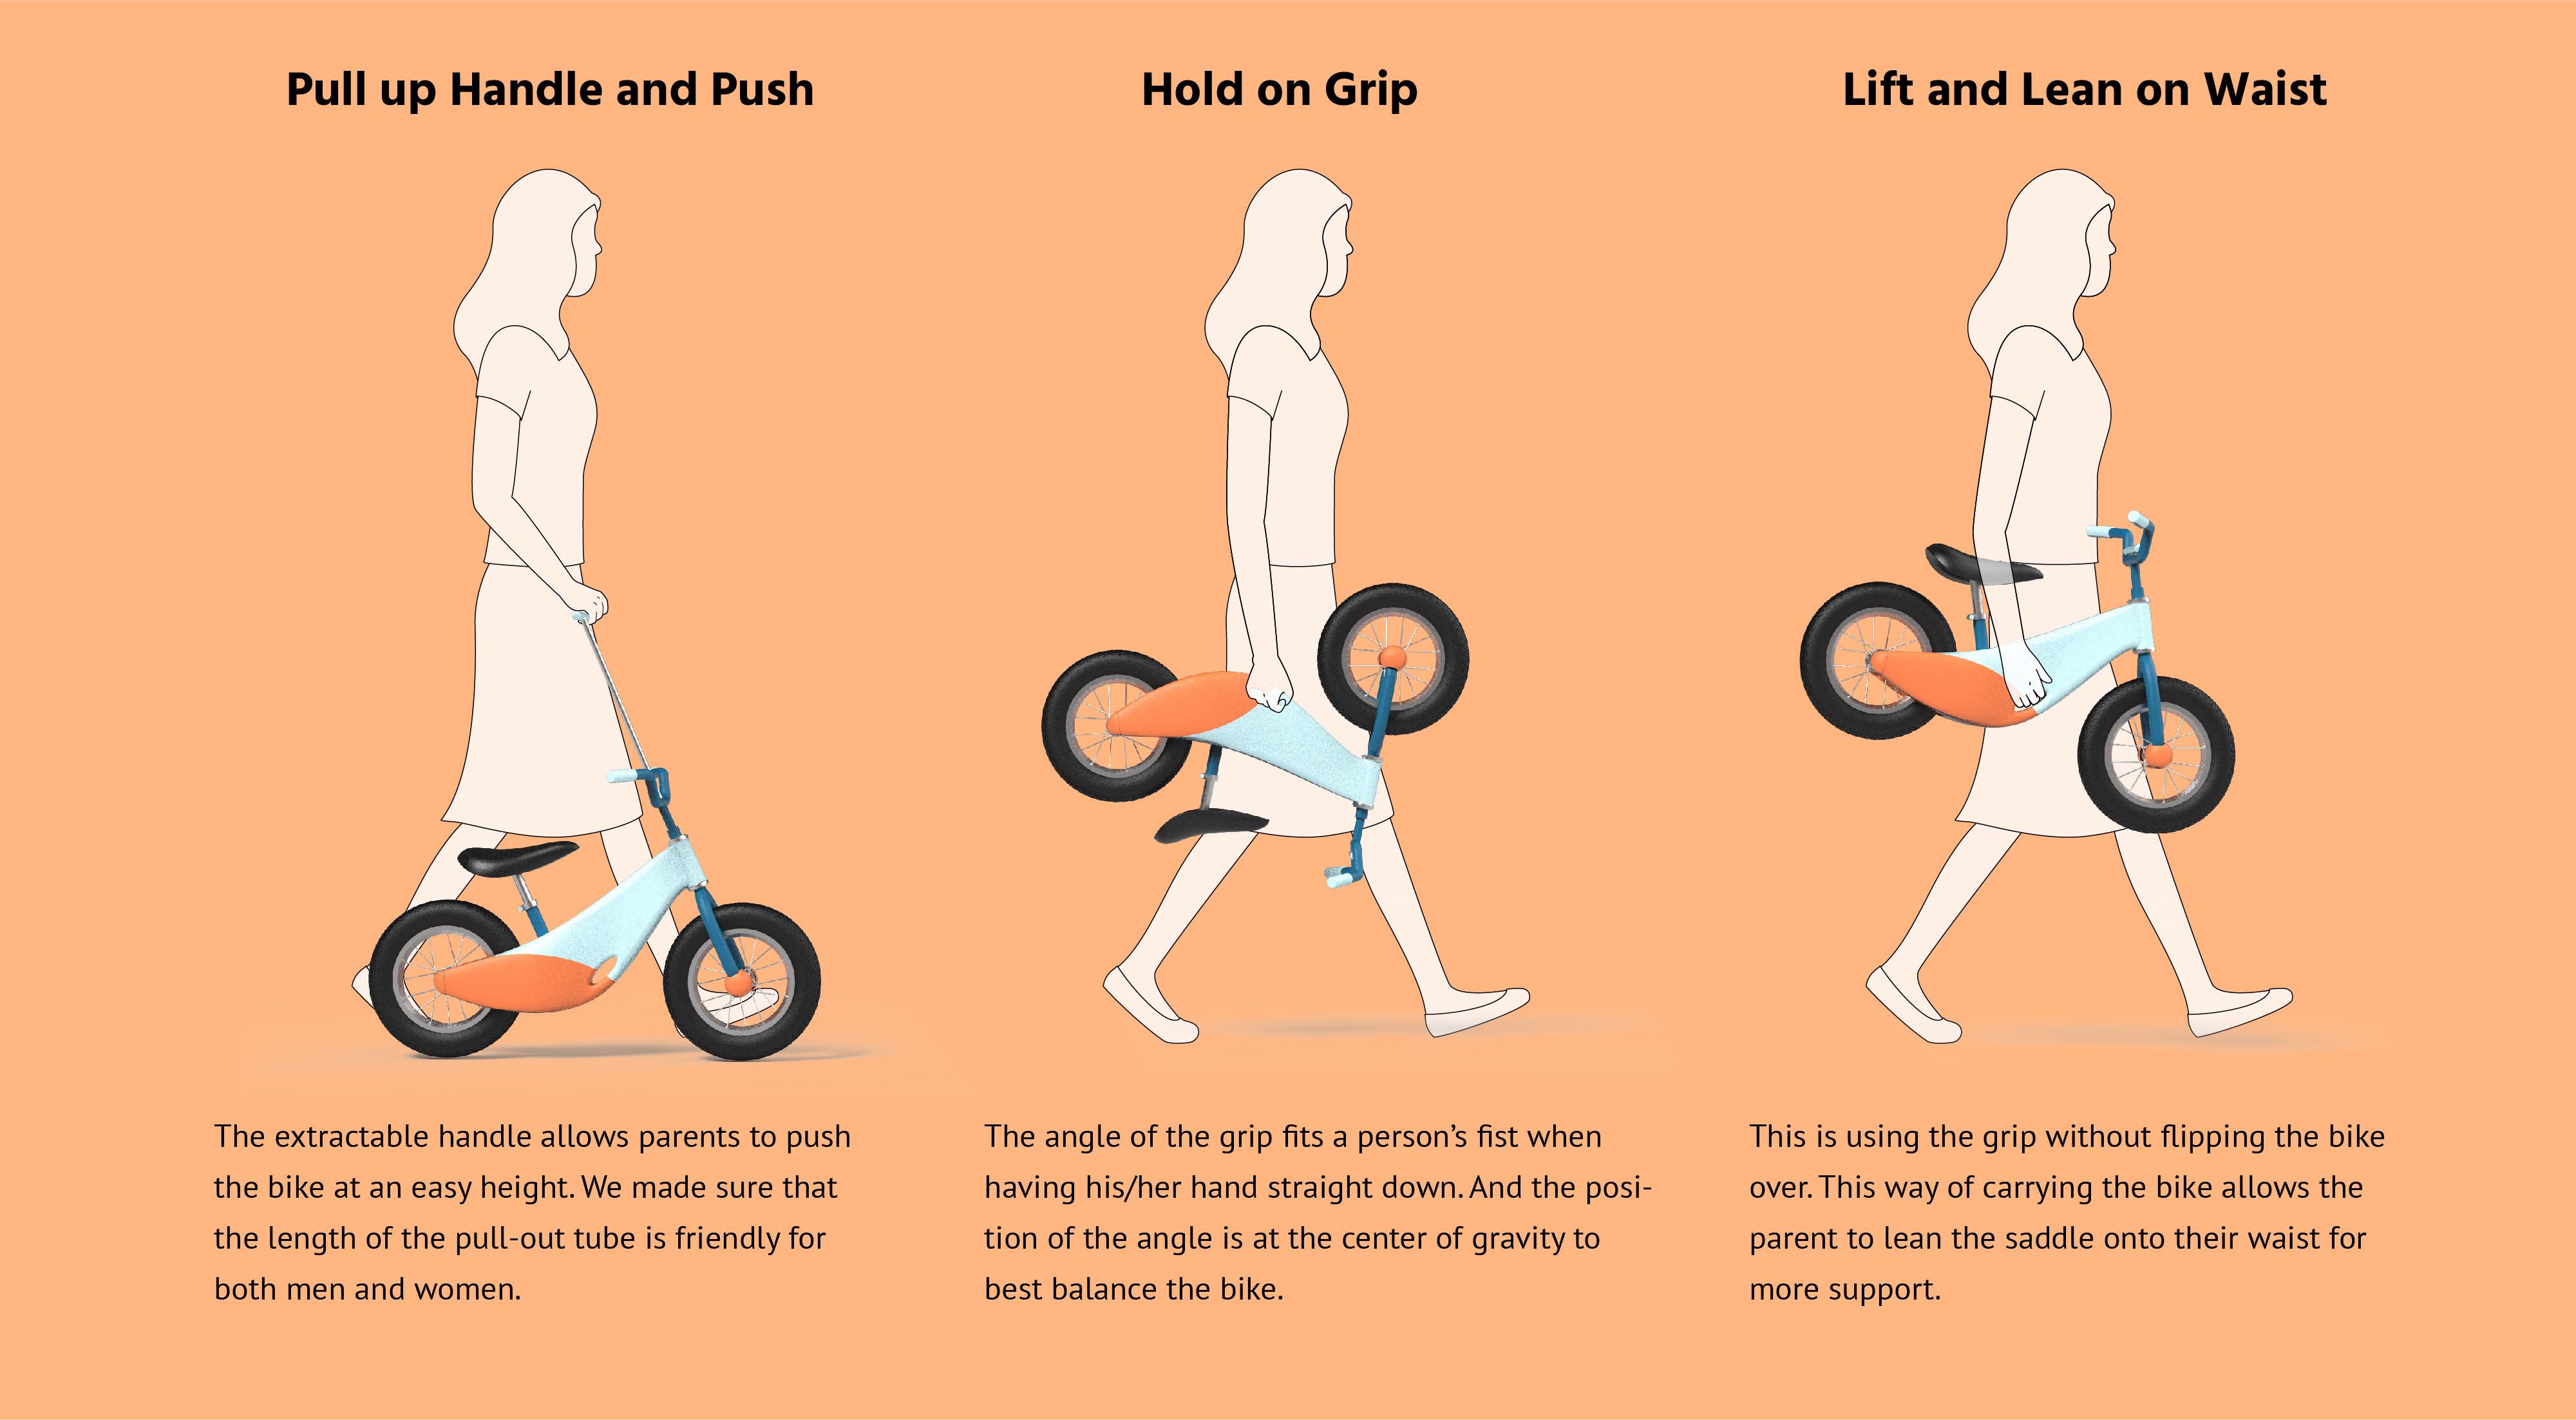 Pull up Handle and Push
The extractable handle allows parents to push
the bike at an easy height. We made sure that
the length of the pull-out tube is friendly for
both men and women.
Hold on Grip
The angle of the grip fits a person’s fist when
having his/her hand straight down. And the posi-
tion of the angle is at the center of gravity to
best balance the bike.
Lift and Lean on Waist
This is using the grip without flipping the bike
over. This way of carrying the bike allows the
parent to lean the saddle onto their waist for
more support.